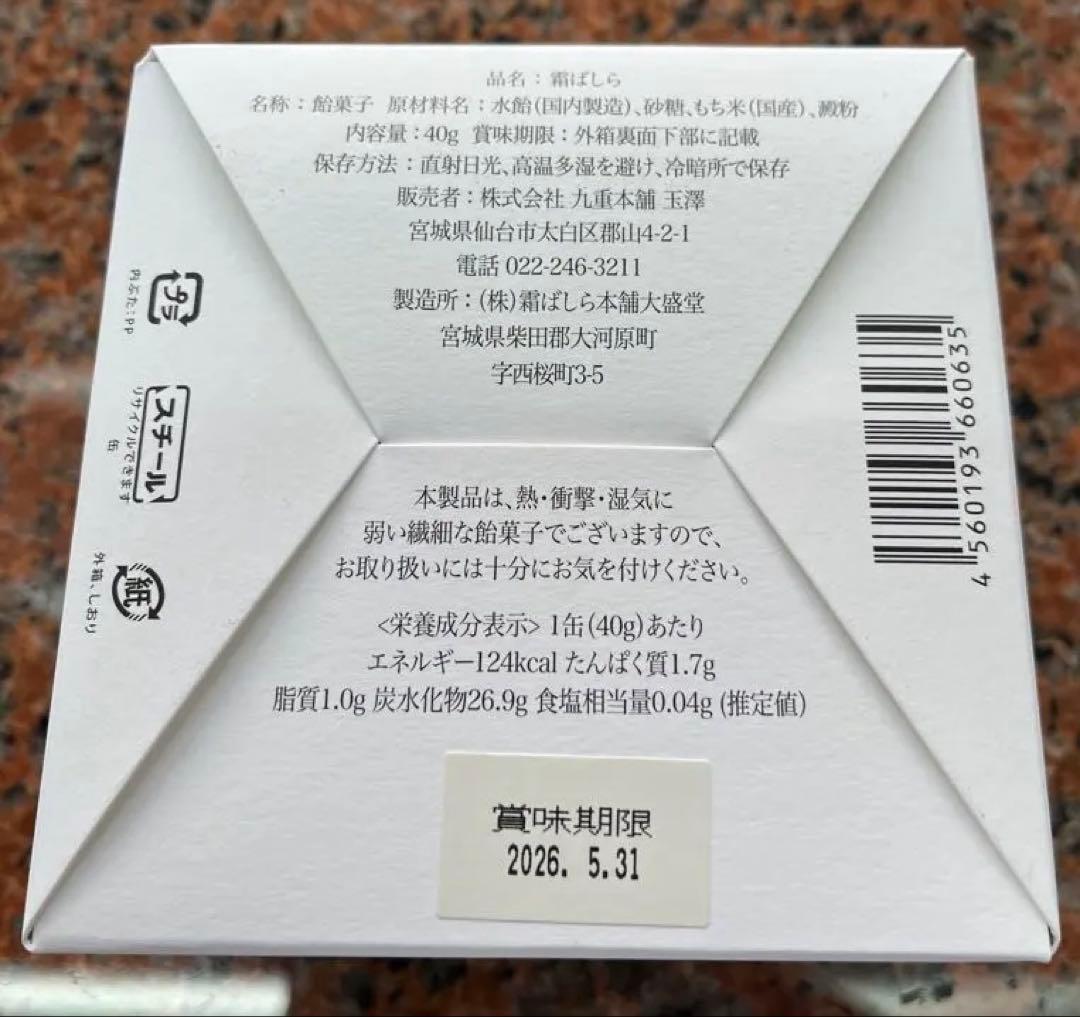 品名：霜ばしら
名称：飴菓子 原材料名：水飴(国内製造)、砂糖、もち米(国産)、澱粉
内容量：40g 賞味期限：外箱裏面下部に記載
保存方法：直射日光、高温多湿を避け、冷暗所で保存
販売者：株式会社 九重本舗 玉澤
宮城県仙台市太白区郡山4-2-1
電話 022-246-3211
製造所：(株)霜ばしら本舗大盛堂
宮城県柴田郡大河原町
字西桜町3-5
プラ
内ぶた:PP
スチール
リサイクルできます
缶
紙
外箱、しおり
4560193660635
本製品は、熱・衝撃・湿気に
弱い繊細な飴菓子でございますので、
お取り扱いには十分にお気を付けください。
<栄養成分表示> 1缶(40g)あたり
エネルギー124kcal たんぱく質1.7g
脂質1.0g 炭水化物26.9g 食塩相当量0.04g (推定値)
賞味期限
2026. 5.31